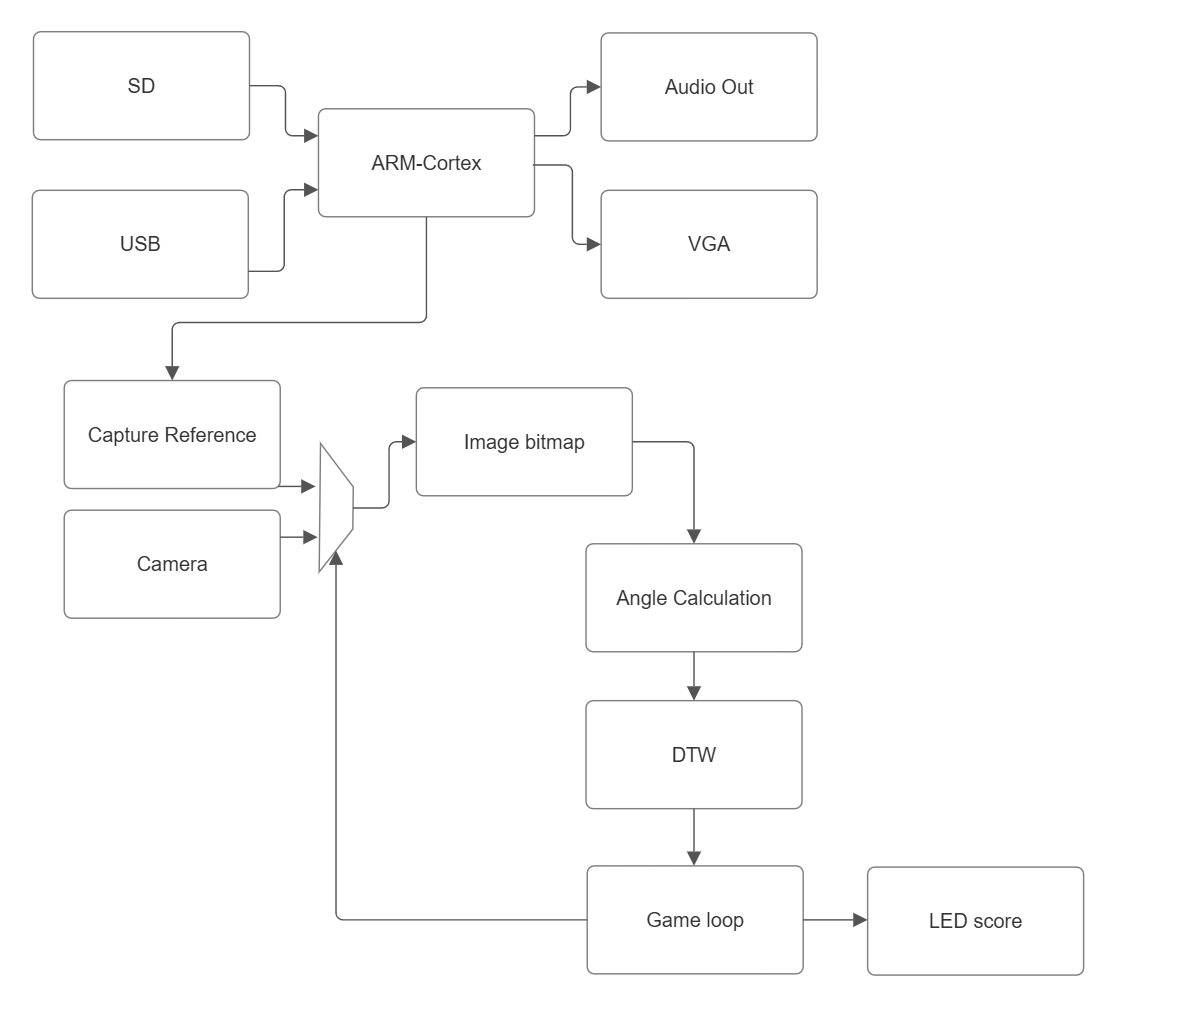 SD
Audio Out
ARM-Cortex
USB
VGA
Capture Reference
Image bitmap
Camera
Angle Calculation
DTW
Game loop
LED score